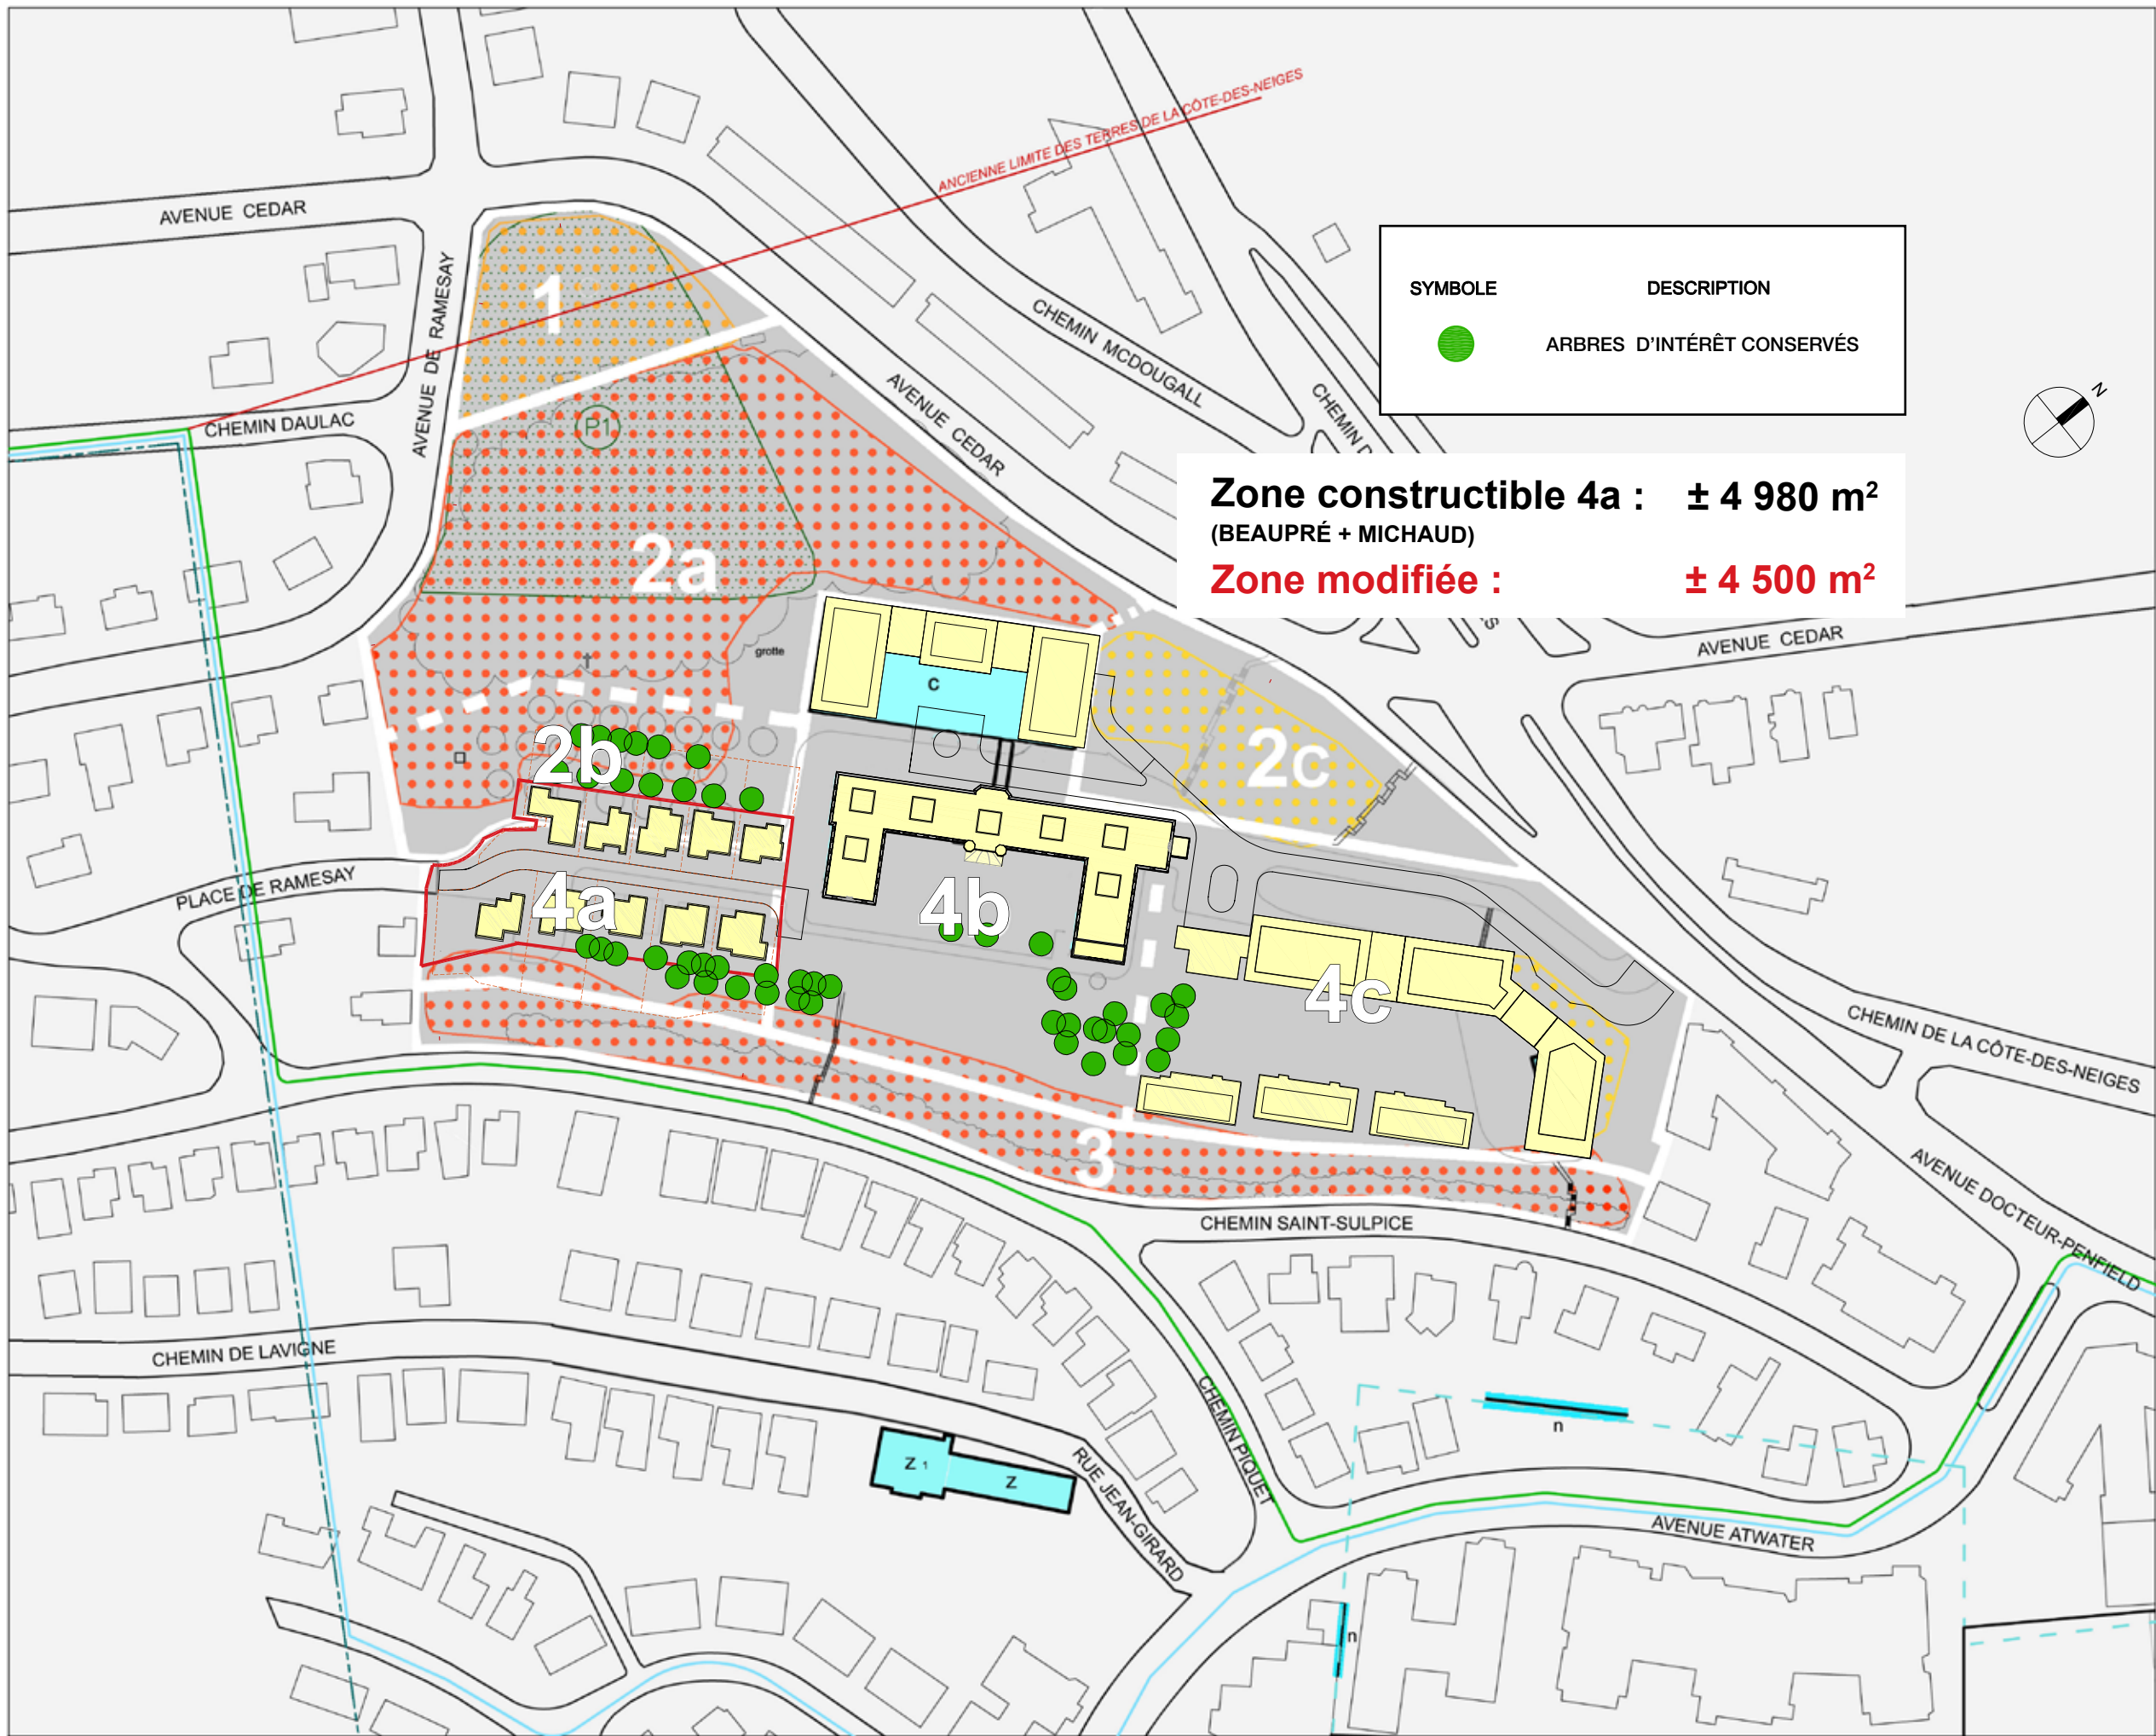 ANCIENNE LIMITE DES TERRES DE LA CÔTE-DES-NEIGES
AVENUE CEDAR
AVENUE DE RAMESAY
1
SYMBOLE DESCRIPTION
ARBRES D'INTÉRÊT CONSERVÉS
N
CHEMIN MCDOUGALL
CHEMIN D
AVENUE CEDAR
CHEMIN DAULAC
P1
Zone constructible 4a : ± 4 980 m²
(BEAUPRÉ + MICHAUD)
Zone modifiée : ± 4 500 m²
2a
S
AVENUE CEDAR
grotte
C
2b
2c
PLACE DE RAMESAY
4a
4b
4c
CHEMIN DE LA CÔTE-DES-NEIGES
3
AVENUE DOCTEUR-PENFIELD
CHEMIN SAINT-SULPICE
CHEMIN DE LAVIGNE
CHEMIN PIQUET
n
Z 1
Z
RUE JEAN-GIRARD
AVENUE ATWATER
n